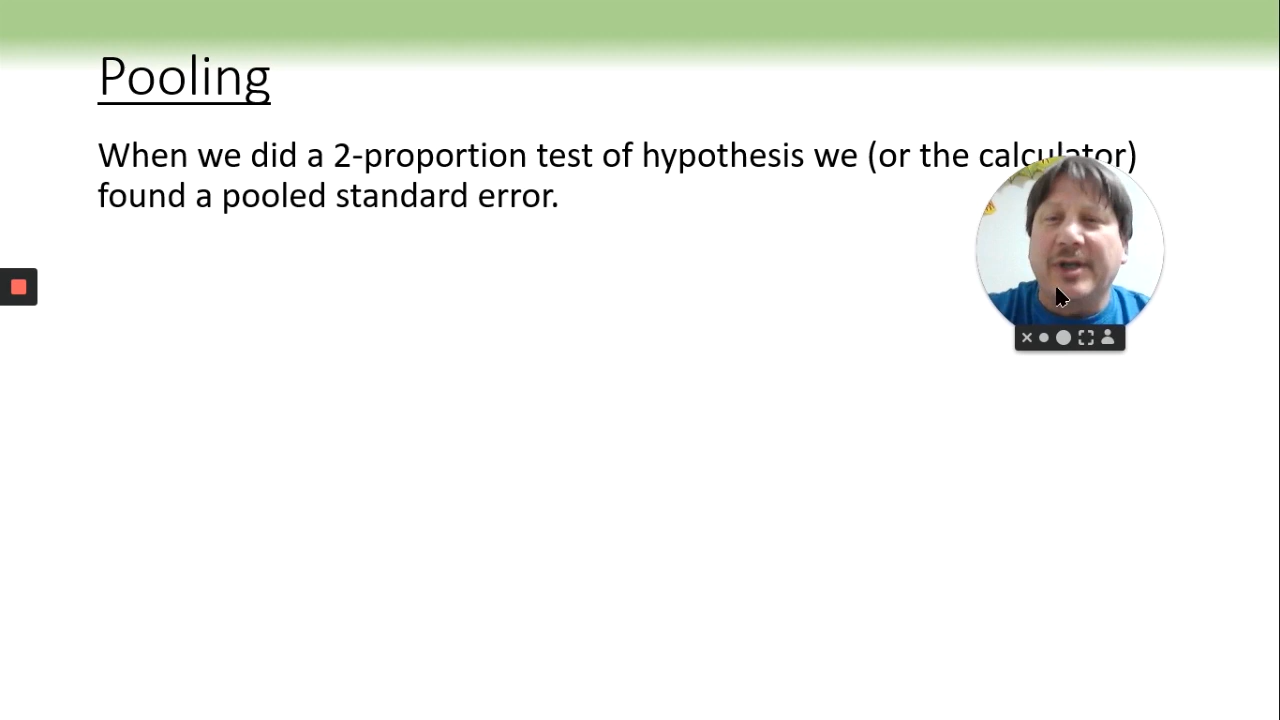 Pooling
When we did a 2-proportion test of hypothesis we (or the calculator)
found a pooled standard error.